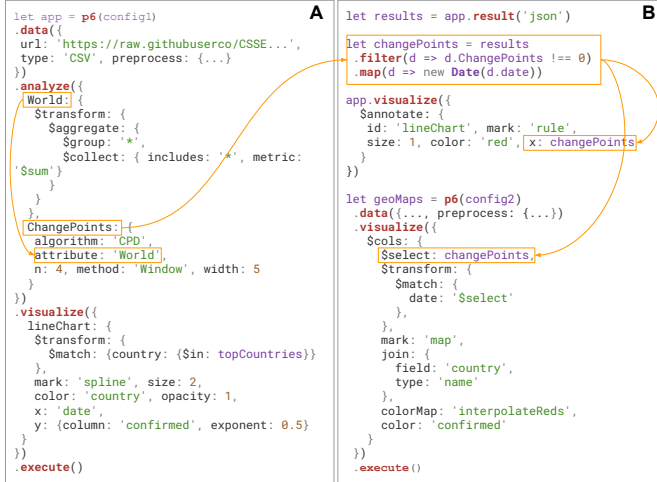 A
let app = p6(config1)
.data({
url: 'https://raw.githubuserco/CSSE...',
type: 'CSV', preprocess: {...}
})
.analyze({
World: {
$transform: {
$aggregate: {
$group: '*',
$collect: { includes: '*', metric:
'$sum'}
}
}
},
ChangePoints: {
algorithm: 'CPD',
attribute: 'World',
n: 4, method: 'Window', width: 5
}
})
.visualize({
lineChart: {
$transform: {
$match: {country: {$in: topCountries}}
},
mark: 'spline', size: 2,
color: 'country', opacity: 1,
x: 'date',
y: {column: 'confirmed', exponent: 0.5}
}
})
.execute()
B
let results = app.result('json')
let changePoints = results
.filter(d => d.ChangePoints !== 0)
.map(d => new Date(d.date))
app.visualize({
$annotate: {
id: 'lineChart', mark: 'rule',
size: 1, color: 'red', x: changePoints
}
})
let geoMaps = p6(config2)
.data({..., preprocess: {...})
.visualize({
$cols: {
$select: changePoints,
$transform: {
$match: {
date: '$select'
},
},
mark: 'map',
join: {
field: 'country',
type: 'name'
},
colorMap: 'interpolateReds',
color: 'confirmed'
}
})
.execute()